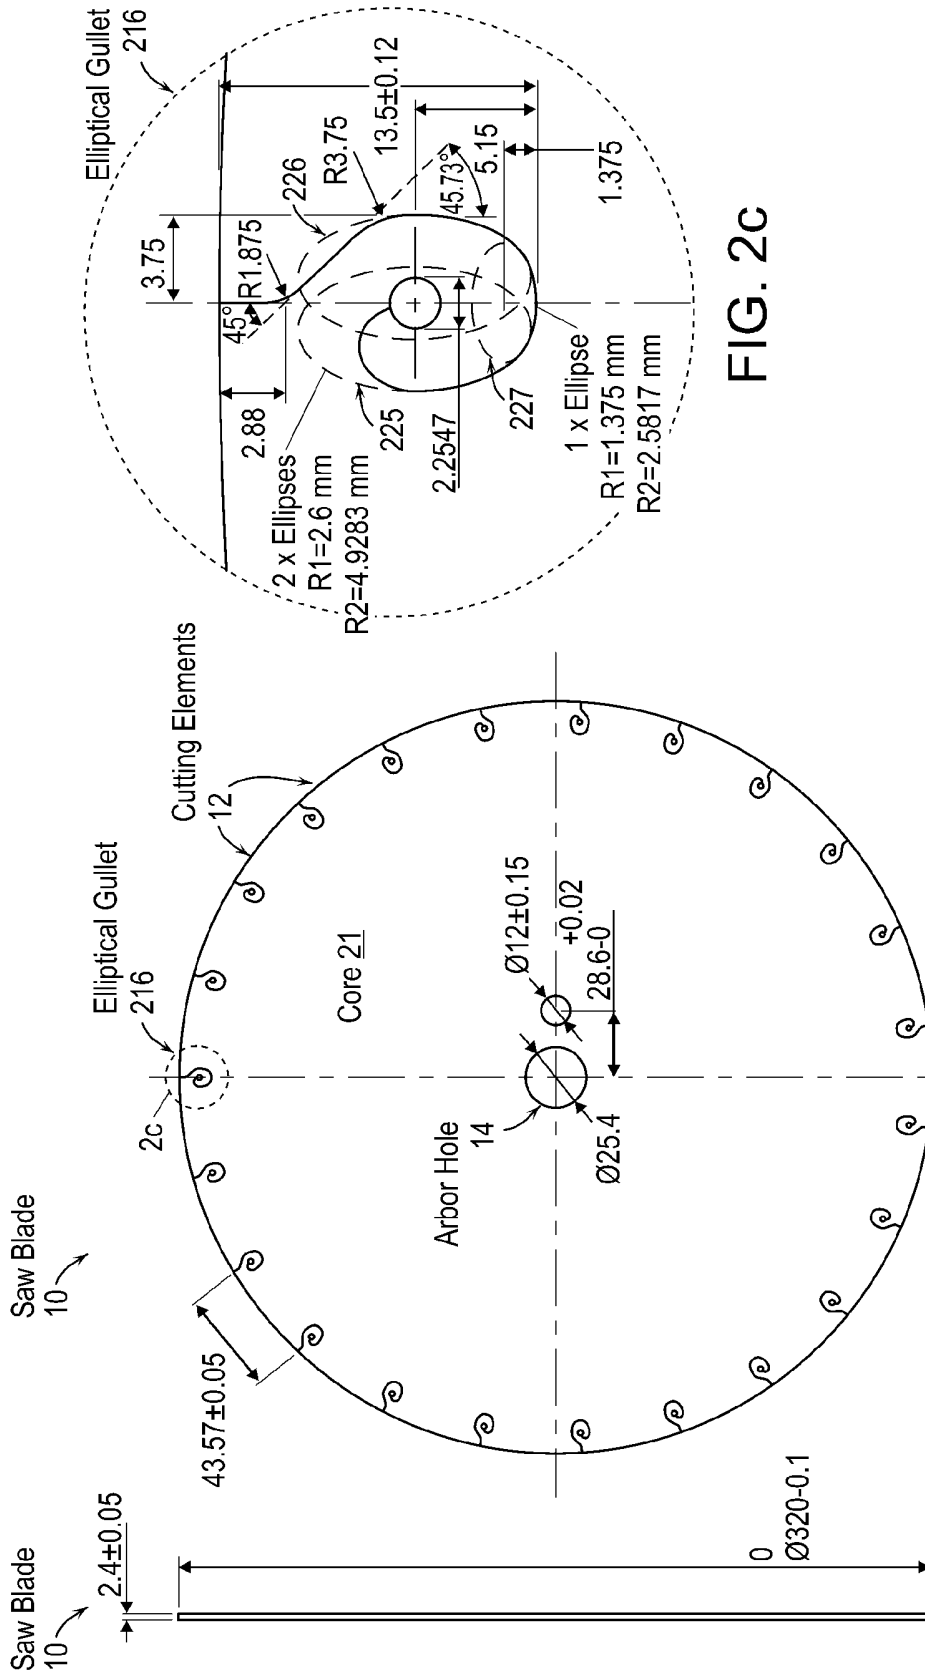 Saw Blade
10
2.4±0.05
0
Ø320-0.1
Saw Blade
10
43.57±0.05
2c
Elliptical Gullet
216
Cutting Elements
12
Core 21
Arbor Hole
14
Ø25.4
Ø12±0.15
+0.02
28.6-0
Elliptical Gullet
216
3.75
45°
R1.875
2.88
226
R3.75
13.5±0.12
45.73°
5.15
1.375
2 x Ellipses
R1=2.6 mm
R2=4.9283 mm
225
2.2547
227
1 x Ellipse
R1=1.375 mm
R2=2.5817 mm
FIG. 2c